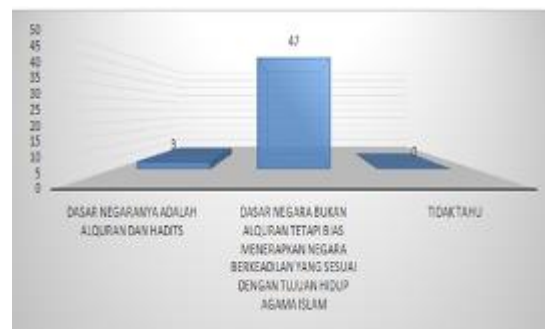 50
45
40
35
30
25
20
15
10
5
0
3
47
0
DASAR NEGARANYA ADALAH
ALQURAN DAN HADITS
DASAR NEGARA BUKAN
ALQURAN TETAPI BIAS
MENERAPKAN NEGARA
BERKEADILAN YANG SESUAI
DENGAN TUJUAN HIDUP
AGAMA ISLAM
TIDAK TAHU